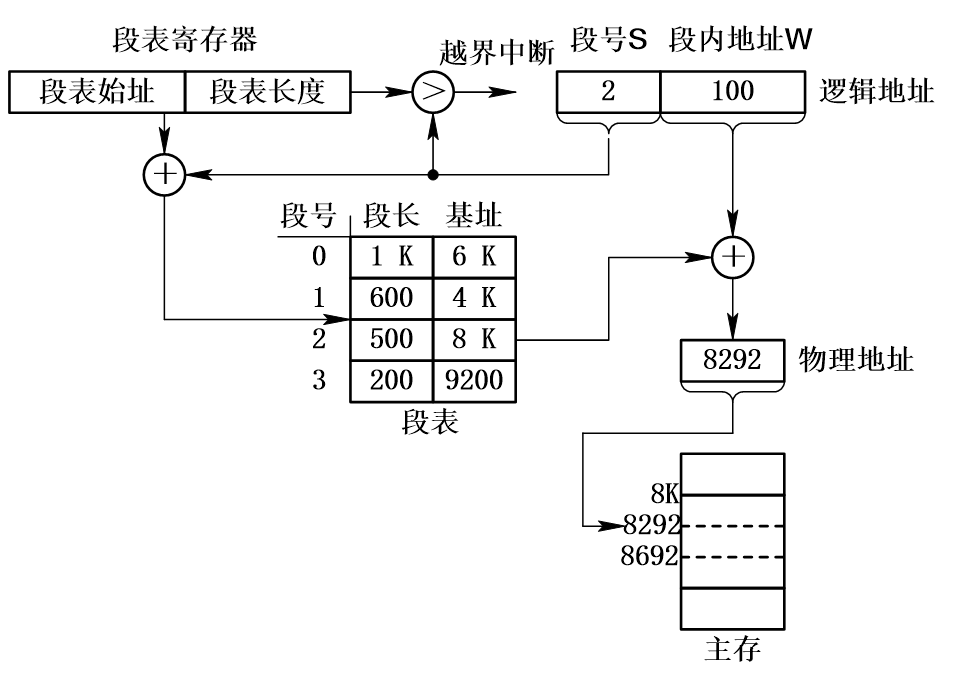 段表寄存器
越界中断
段号S 段内地址W
段表始址 段表长度
>
2 100
逻辑地址
+
段号 段长 基址
0 1 K 6 K
1 600 4 K
2 500 8 K
3 200 9200
段表
+
8292
物理地址
8K
8292
8692
主存